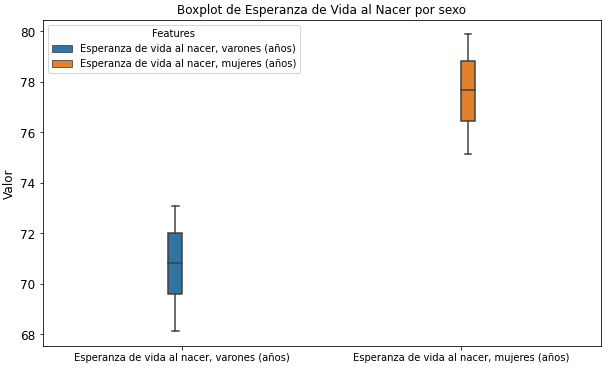 Boxplot de Esperanza de Vida al Nacer por sexo
Features
Esperanza de vida al nacer, varones (años)
Esperanza de vida al nacer, mujeres (años)
Valor
80
78
76
74
72
70
68
Esperanza de vida al nacer, varones (años)
Esperanza de vida al nacer, mujeres (años)